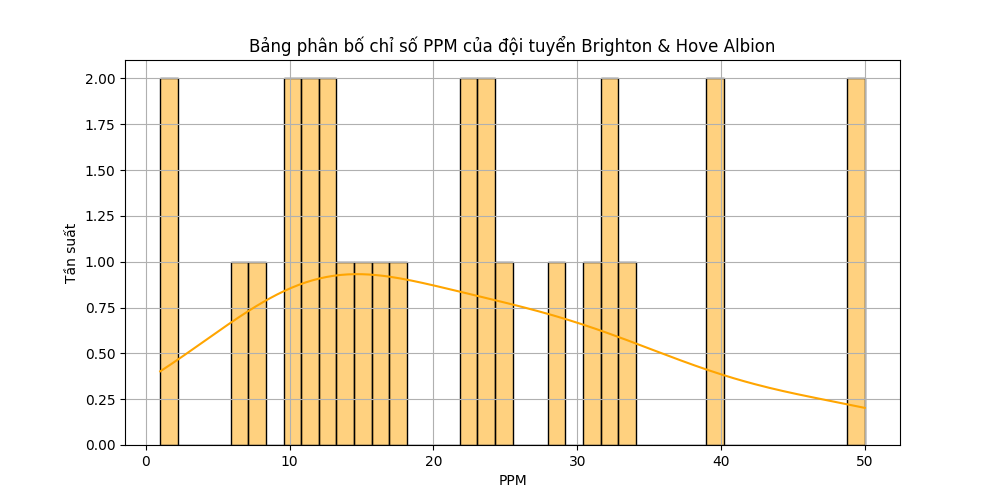 Bảng phân bố chỉ số PPM của đội tuyển Brighton & Hove Albion
Tần suất
2.00
1.75
1.50
1.25
1.00
0.75
0.50
0.25
0.00
0 10 20 30 40 50
PPM